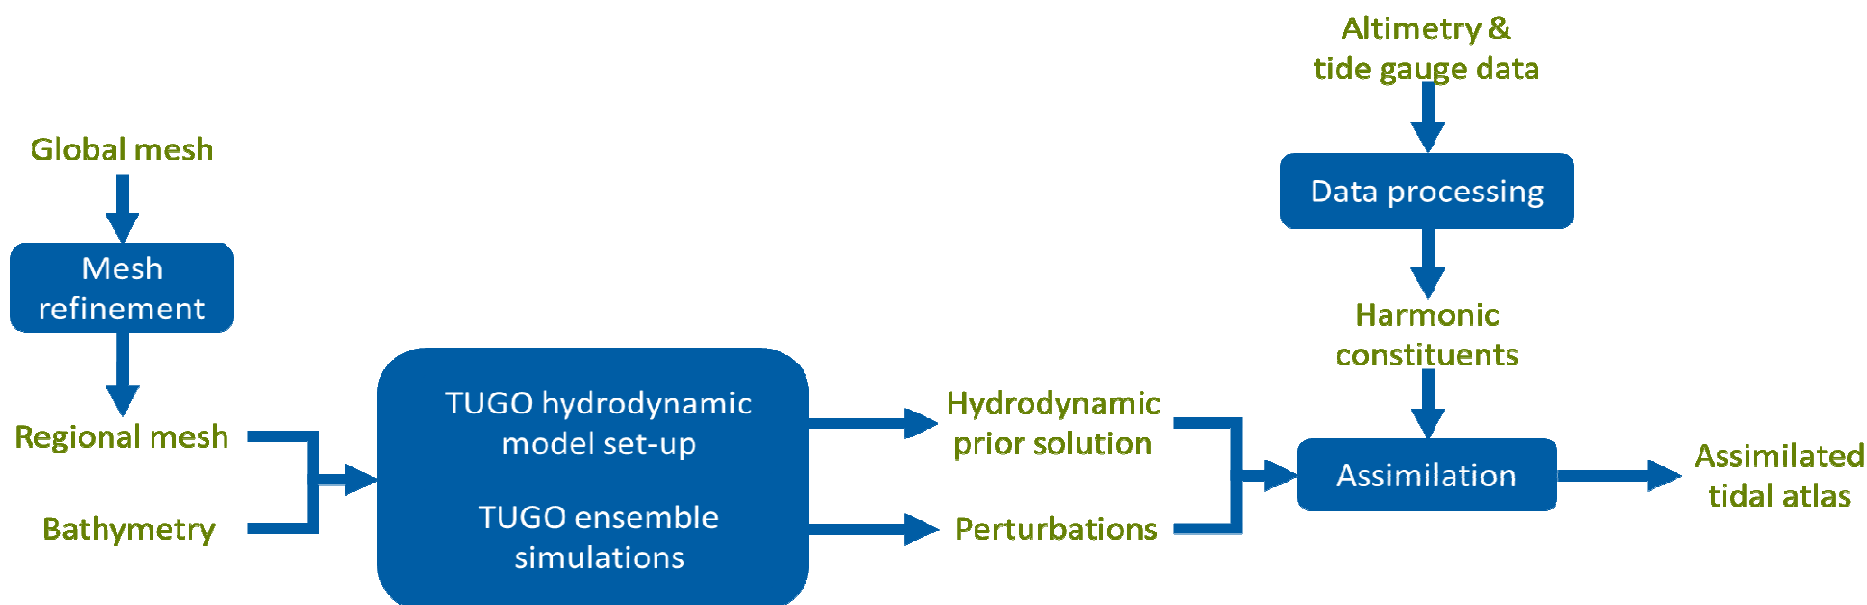 Altimetry &
tide gauge data
Global mesh
Data processing
Mesh
refinement
Harmonic
constituents
TUGO hydrodynamic
model set-up
Hydrodynamic
prior solution
Regional mesh
Assimilation
Assimilated
tidal atlas
Bathymetry
TUGO ensemble
simulations
Perturbations